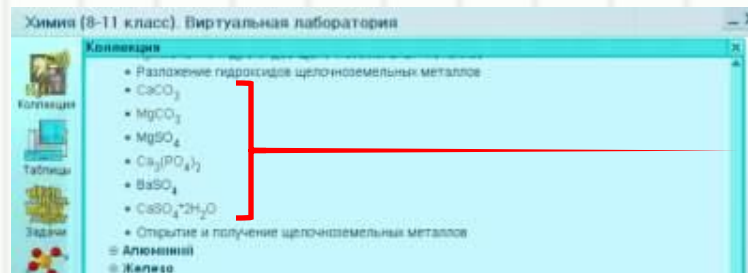 Химия (8-11 класс). Виртуальная лаборатория
Коллекция
• Разложение гидроксидов щелочноземельных металлов
Коллекция
• CaCO₃
• MgCO₃
• MgSO₄
Таблицы
• Ca₃(PO₄)₂
• BaSO₄
• CaSO₄*2H₂O
Задачи
• Открытие и получение щелочноземельных металлов
Алюминий
Железо